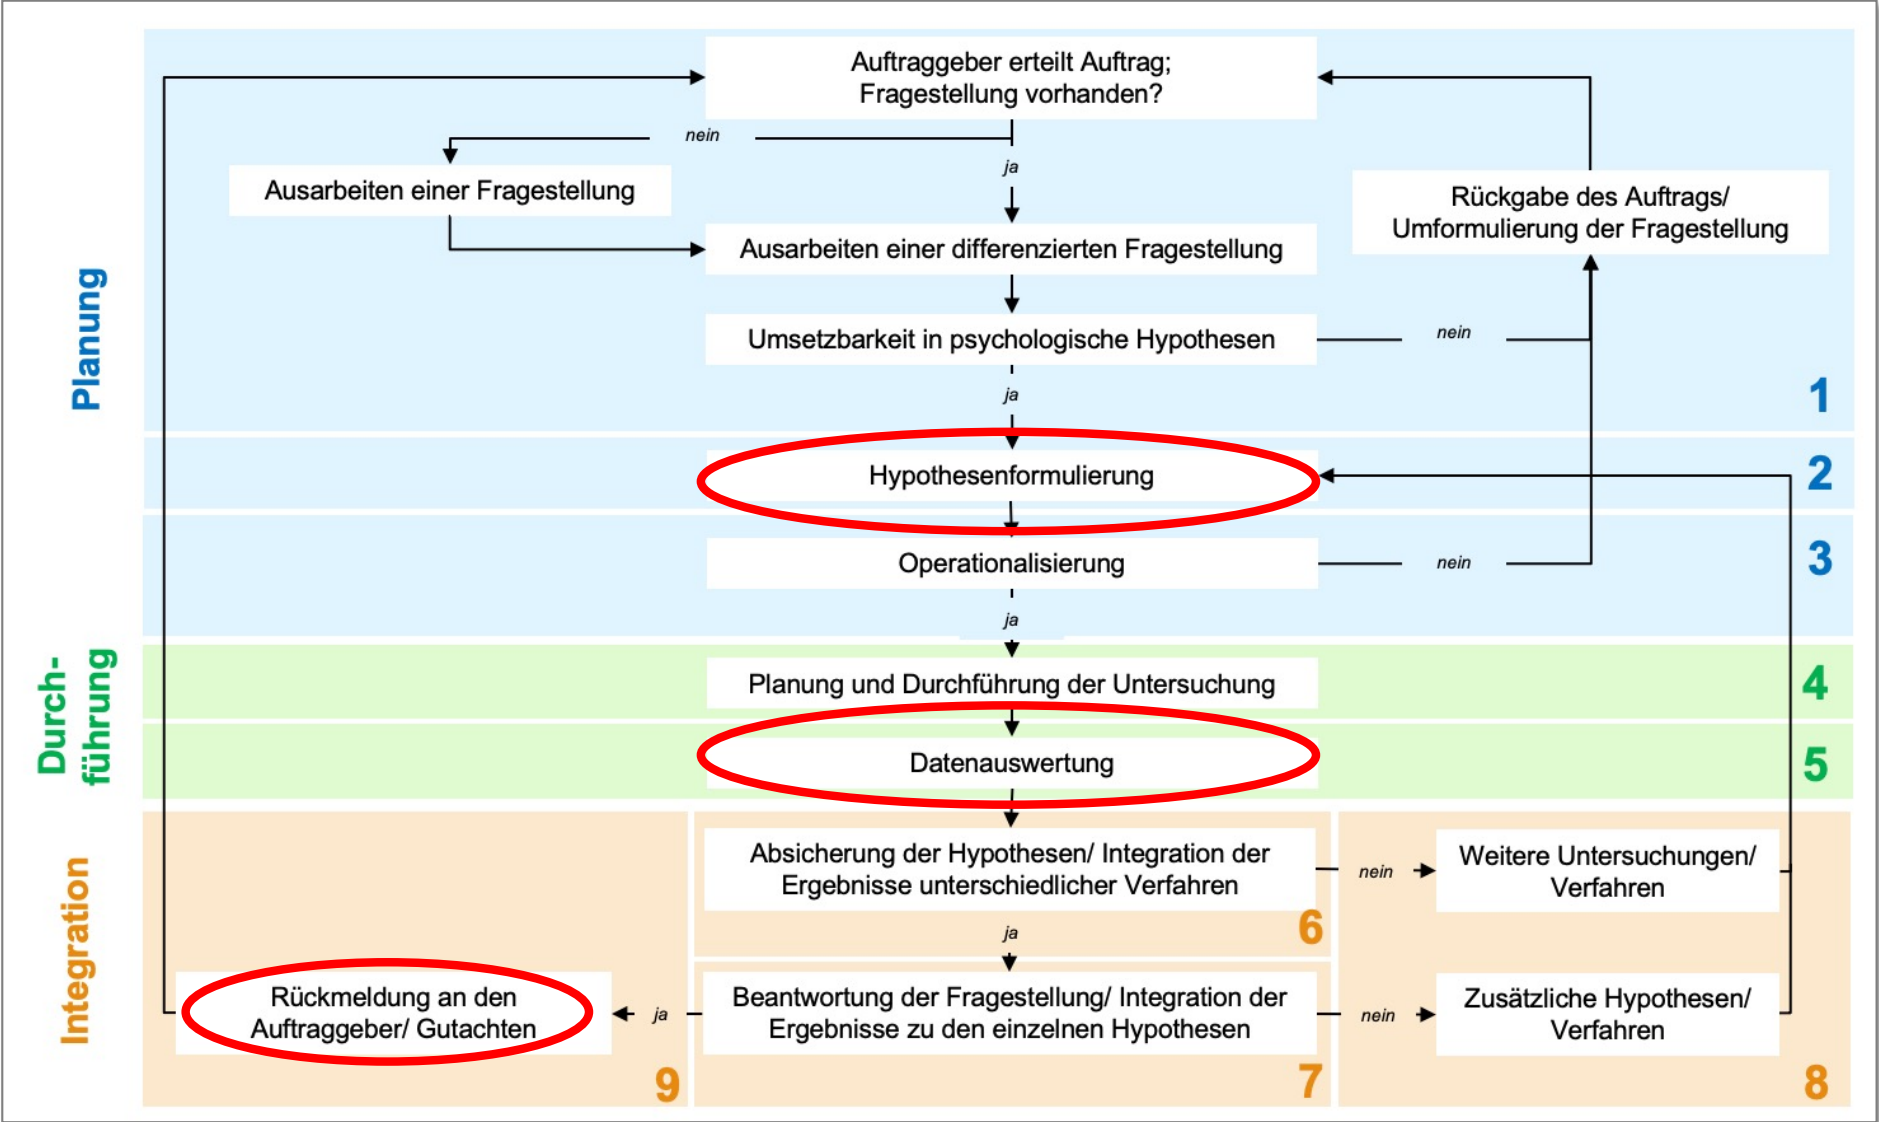 Auftraggeber erteilt Auftrag;
Fragestellung vorhanden?
nein
ja
Ausarbeiten einer Fragestellung
Rückgabe des Auftrags/
Umformulierung der Fragestellung
Ausarbeiten einer differenzierten Fragestellung
Umsetzbarkeit in psychologische Hypothesen
nein
ja
Planung
1
Hypothesenformulierung
2
Operationalisierung
nein
3
ja
Durch-
führung
Planung und Durchführung der Untersuchung
4
Datenauswertung
5
Integration
Absicherung der Hypothesen/ Integration der
Ergebnisse unterschiedlicher Verfahren
nein
Weitere Untersuchungen/
Verfahren
6
ja
Rückmeldung an den
Auftraggeber/ Gutachten
ja
Beantwortung der Fragestellung/ Integration der
Ergebnisse zu den einzelnen Hypothesen
nein
Zusätzliche Hypothesen/
Verfahren
9
7
8